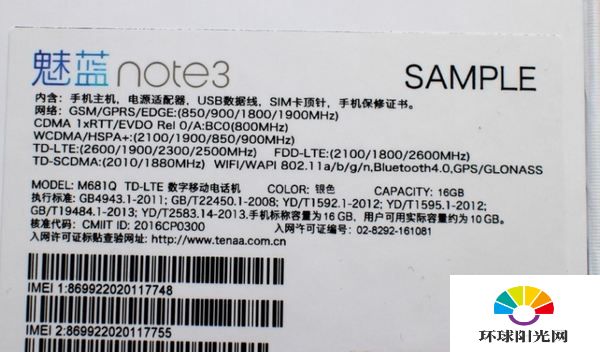 魅蓝 note3
SAMPLE
内含：手机主机，电源适配器，USB数据线，SIM卡顶针，手机保修证书。
网络：GSM/GPRS/EDGE:(850/900/1800/1900MHz)
CDMA 1xRTT/EVDO Rel 0/A:BC0(800MHz)
WCDMA/HSPA+:(2100/1900/850/900MHz)
TD-LTE:(2600/1900/2300/2500MHz) FDD-LTE:(2100/1800/2600MHz)
TD-SCDMA:(2010/1880MHz) WIFI/WAPI 802.11a/b/g/n,Bluetooth4.0,GPS/GLONASS
MODEL: M681Q TD-LTE 数字移动电话机 COLOR: 银色 CAPACITY: 16GB
执行标准: GB4943.1-2011; GB/T22450.1-2008; YD/T1592.1-2012; YD/T1595.1-2012;
GB/T19484.1-2013; YD/T2583.14-2013.手机标称容量为16GB，用户可用实际容量约为10GB。
核准代码：CMIIT ID: 2016CP0300 入网许可证编号：02-8292-161081
入网许可证标贴查验网址: http://www.tenaa.com.cn
IMEI 1:869922020117748
IMEI 2:869922020117755
环球阳光网